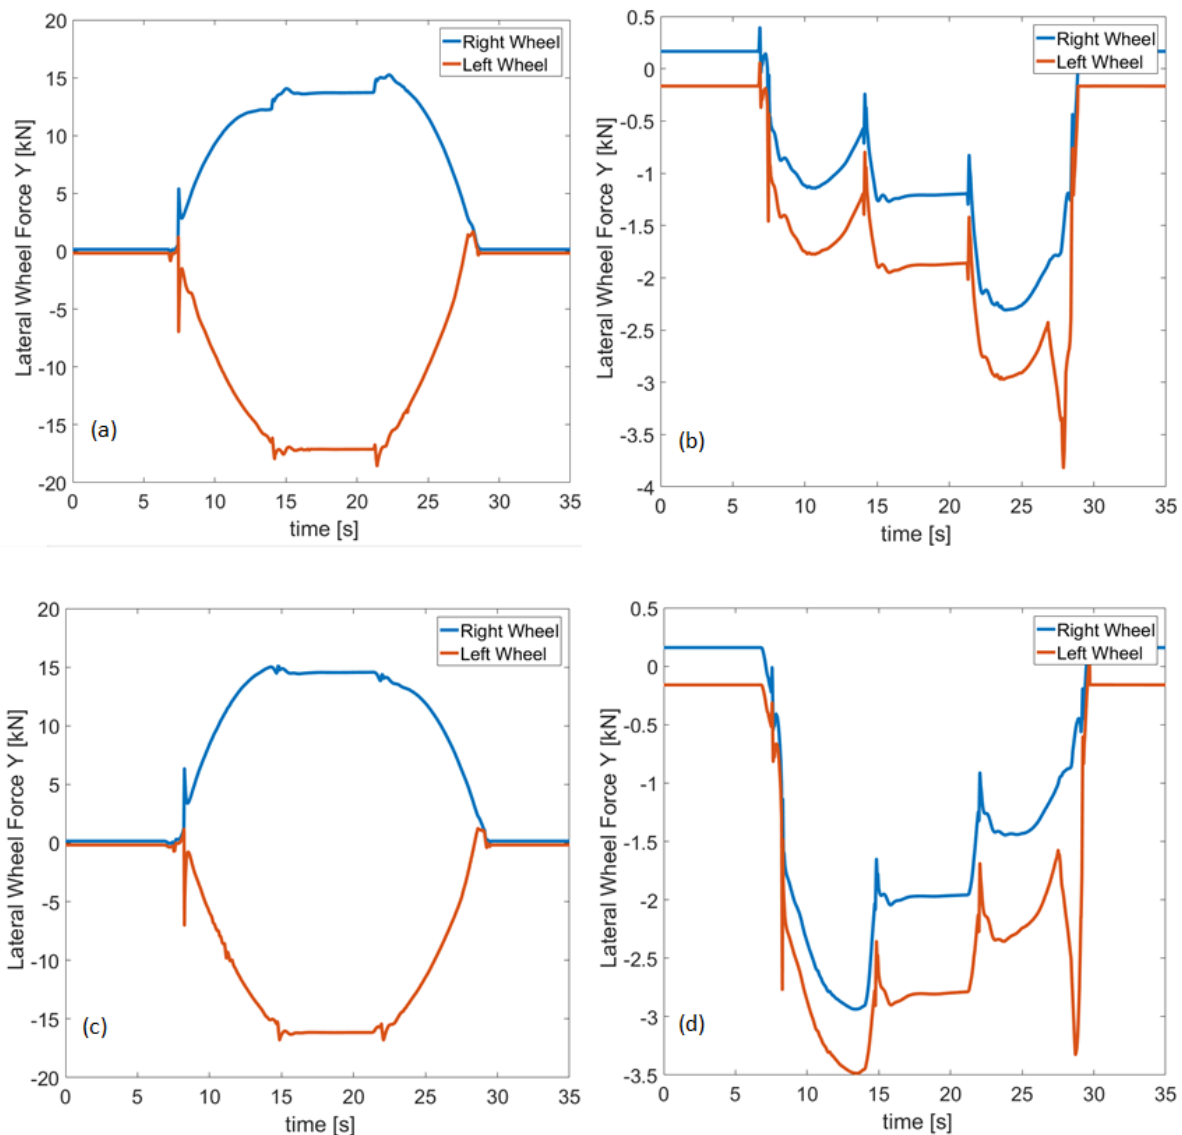 20
15
10
5
0
-5
-10
-15
-20
Lateral Wheel Force Y [kN]
Right Wheel
Left Wheel
(a)
0 5 10 15 20 25 30 35
time [s]
0.5
0
-0.5
-1
-1.5
-2
-2.5
-3
-3.5
-4
Lateral Wheel Force Y [kN]
Right Wheel
Left Wheel
(b)
0 5 10 15 20 25 30 35
time [s]
20
15
10
5
0
-5
-10
-15
-20
Lateral Wheel Force Y [kN]
Right Wheel
Left Wheel
(c)
0 5 10 15 20 25 30 35
time [s]
0.5
0
-0.5
-1
-1.5
-2
-2.5
-3
-3.5
Lateral Wheel Force Y [kN]
Right Wheel
Left Wheel
(d)
0 5 10 15 20 25 30 35
time [s]